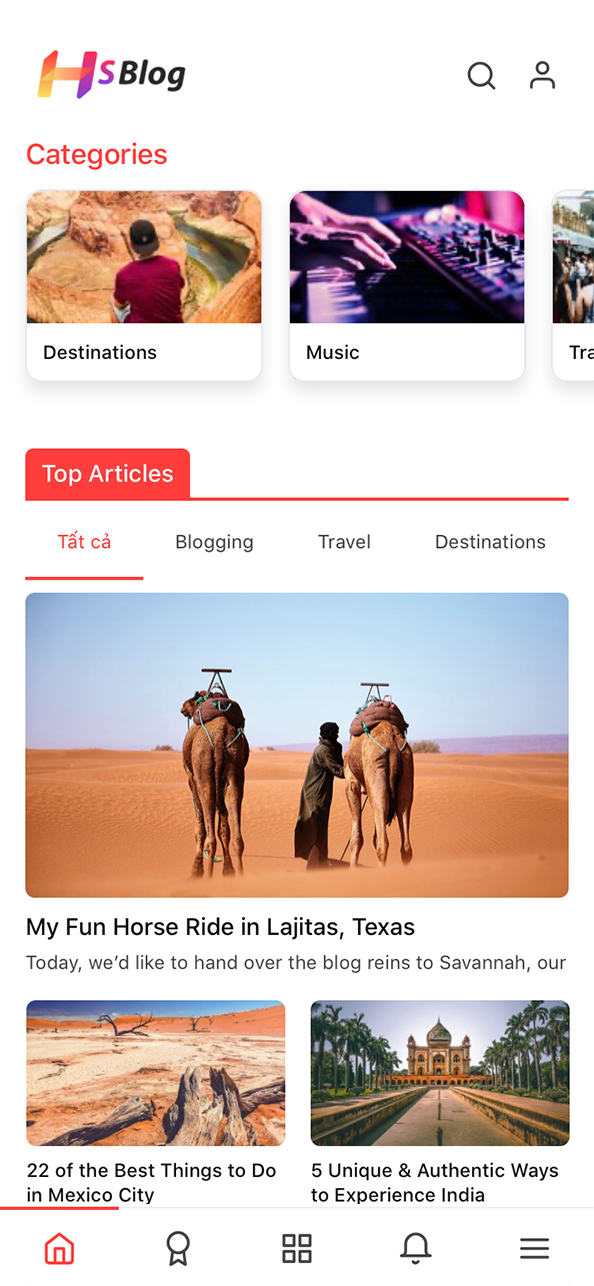 HS Blog
Categories
Destinations
Music
Tra
Top Articles
Tất cả
Blogging
Travel
Destinations
My Fun Horse Ride in Lajitas, Texas
Today, we’d like to hand over the blog reins to Savannah, our
22 of the Best Things to Do
in Mexico City
5 Unique & Authentic Ways
to Experience India